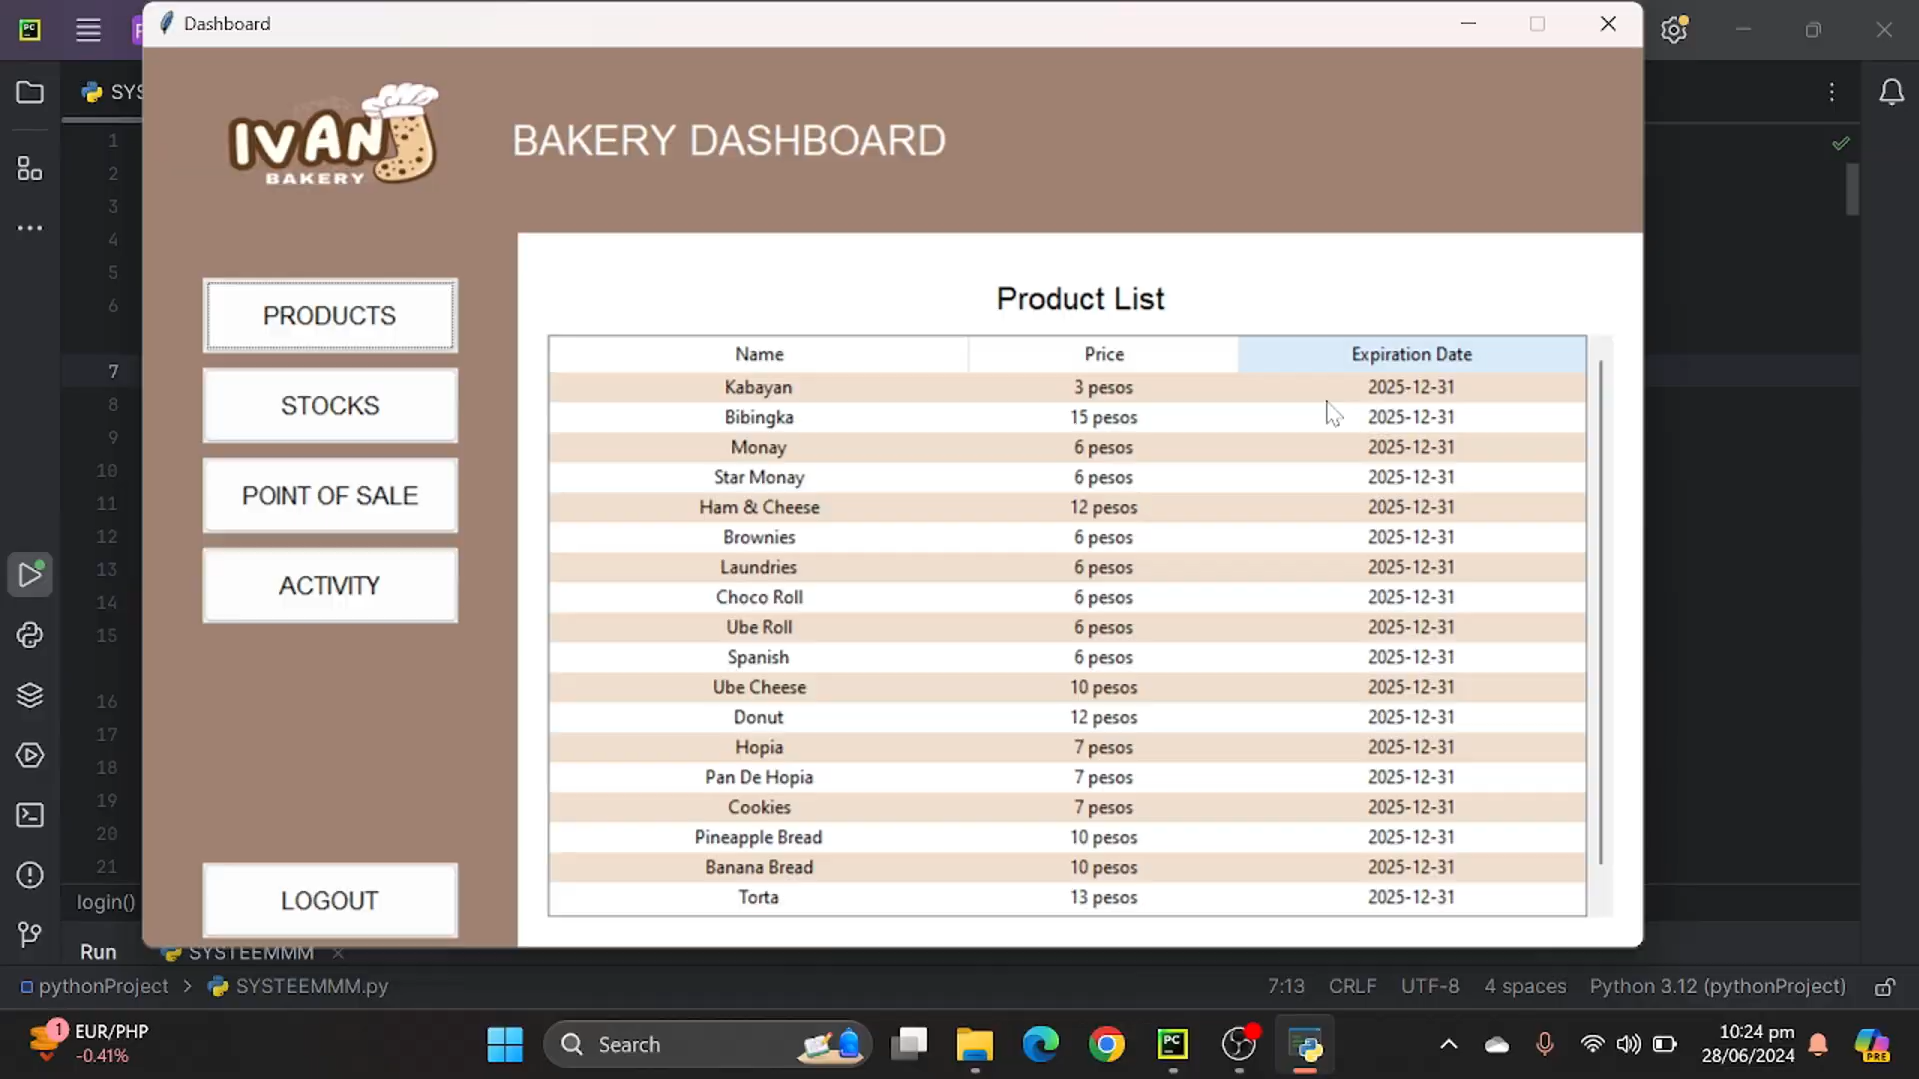 Dashboard
SYS
IVAN
BAKERY
BAKERY DASHBOARD
PRODUCTS
STOCKS
POINT OF SALE
ACTIVITY
LOGOUT
Product List
Name Price Expiration Date
Kabayan 3 pesos 2025-12-31
Bibingka 15 pesos 2025-12-31
Monay 6 pesos 2025-12-31
Star Monay 6 pesos 2025-12-31
Ham & Cheese 12 pesos 2025-12-31
Brownies 6 pesos 2025-12-31
Laundries 6 pesos 2025-12-31
Choco Roll 6 pesos 2025-12-31
Ube Roll 6 pesos 2025-12-31
Spanish 6 pesos 2025-12-31
Ube Cheese 10 pesos 2025-12-31
Donut 12 pesos 2025-12-31
Hopia 7 pesos 2025-12-31
Pan De Hopia 7 pesos 2025-12-31
Cookies 7 pesos 2025-12-31
Pineapple Bread 10 pesos 2025-12-31
Banana Bread 10 pesos 2025-12-31
Torta 13 pesos 2025-12-31
1
2
3
4
5
6
7
8
9
10
11
12
13
14
15
16
17
18
19
20
21
login()
Run SYSTEEMMM
pythonProject > SYSTEEMMM.py 7:13 CRLF UTF-8 4 spaces Python 3.12 (pythonProject)
1 EUR/PHP
-0.41%
Search
PC
PRE
10:24 pm
28/06/2024